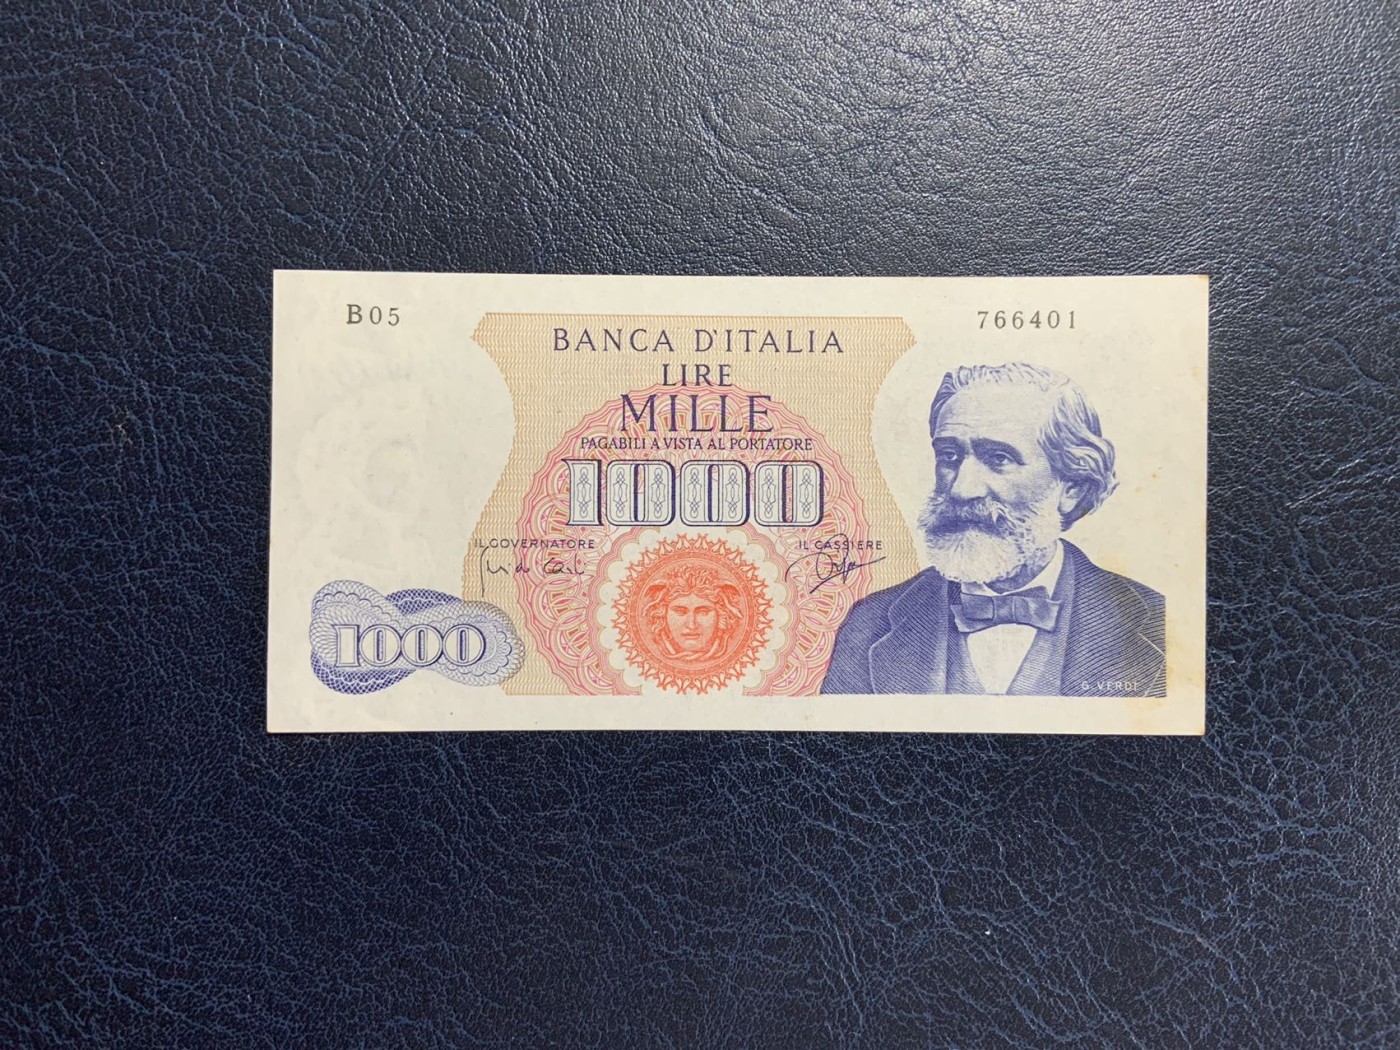 B05
766401
BANCA D'ITALIA
LIRE
MILLE
PAGABILI A VISTA AL PORTATORE
1000
IL GOVERNATORE
IL CASSIERE
1000
G. VERDI